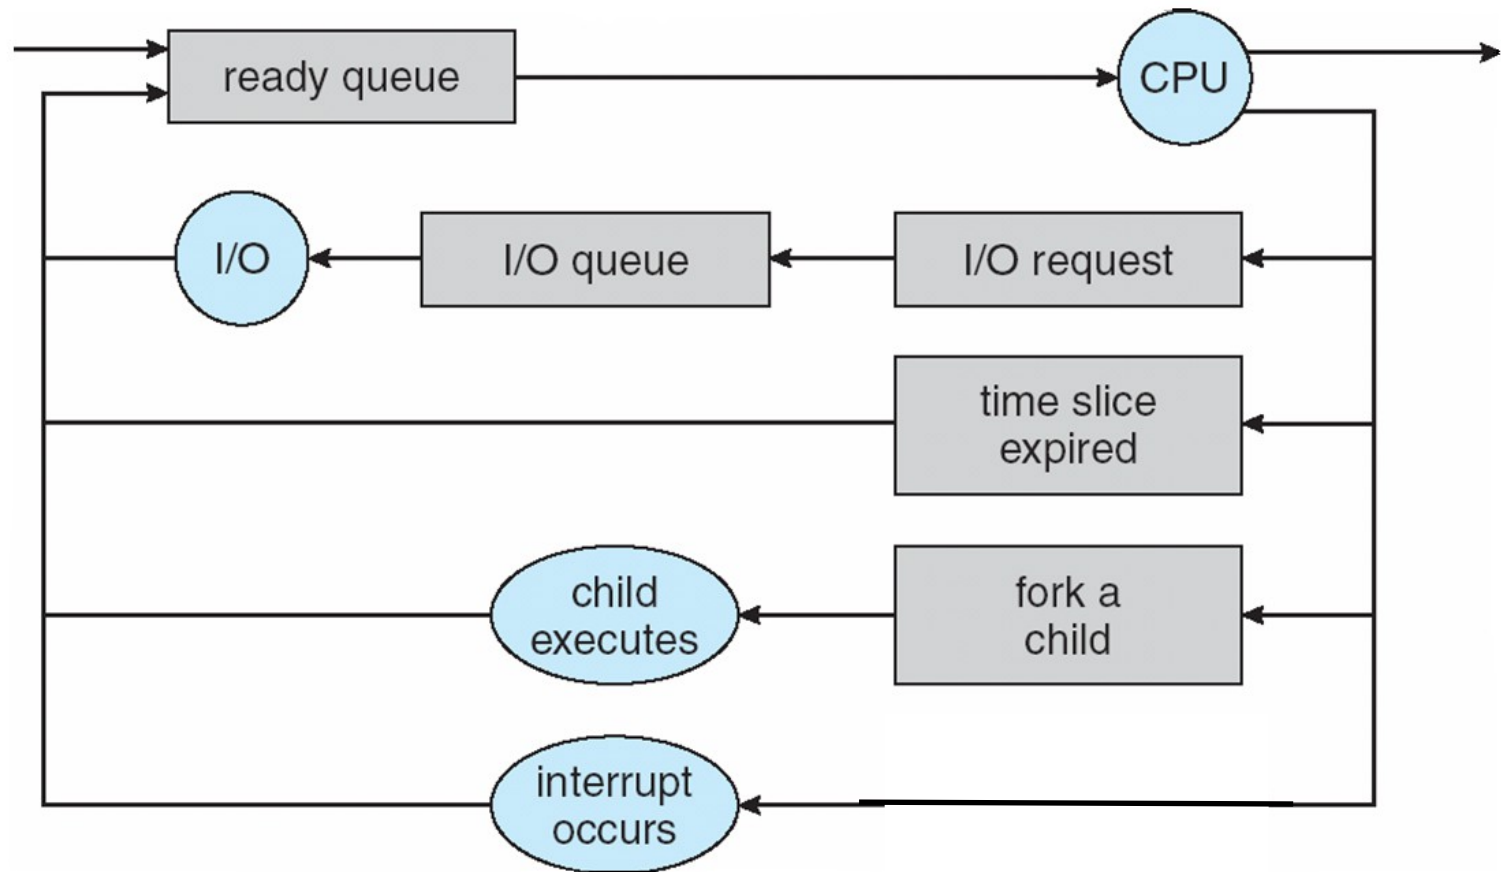 ready queue
CPU
I/O
I/O queue
I/O request
time slice
expired
child
executes
fork a
child
interrupt
occurs